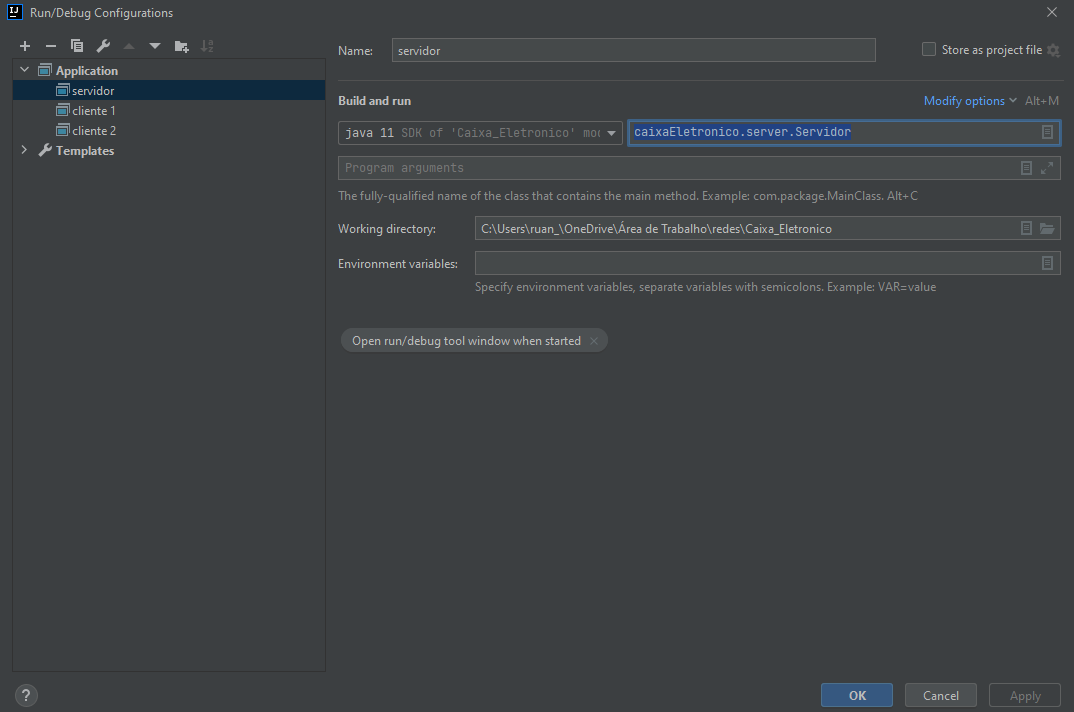 Run/Debug Configurations
Name: servidor
Store as project file
Application
servidor
cliente 1
cliente 2
Templates
Build and run
Modify options Alt+M
java 11 SDK of 'Caixa_Eletronico' mod
caixaEletronico.server.Servidor
Program arguments
The fully-qualified name of the class that contains the main method. Example: com.package.MainClass. Alt+C
Working directory: C:\Users\ruan_\OneDrive\Área de Trabalho\redes\Caixa_Eletronico
Environment variables:
Specify environment variables, separate variables with semicolons. Example: VAR=value
Open run/debug tool window when started
?
OK
Cancel
Apply